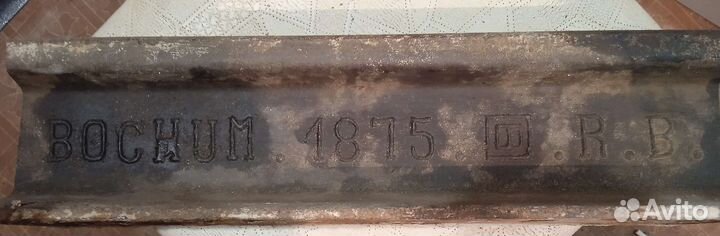 BOCHUM . 1875 . . R . B .
Avito